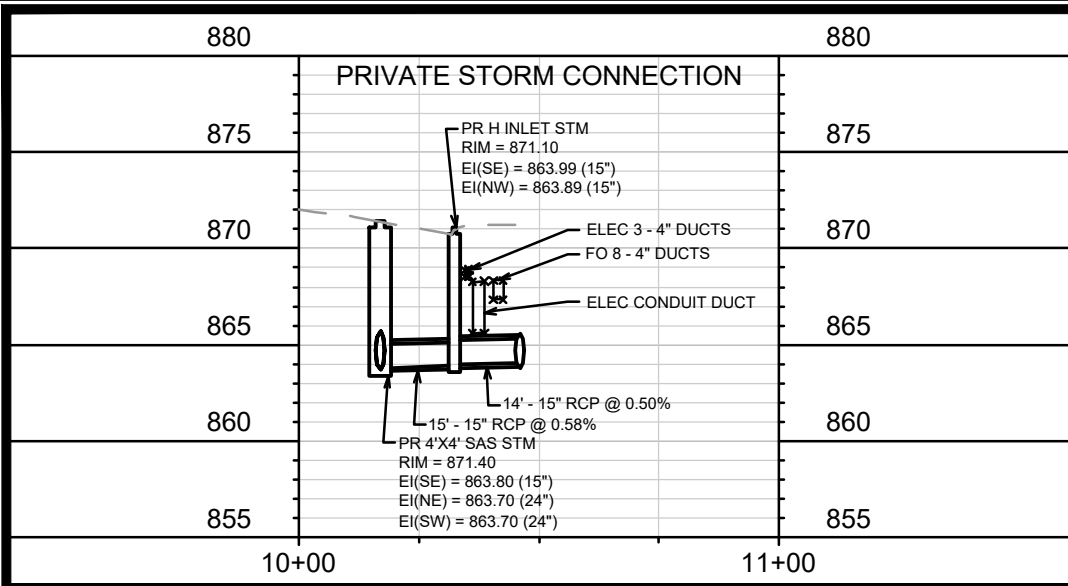 880
880
PRIVATE STORM CONNECTION
875
875
PR H INLET STM
RIM = 871.10
EI(SE) = 863.99 (15")
EI(NW) = 863.89 (15")
870
870
ELEC 3 - 4" DUCTS
FO 8 - 4" DUCTS
ELEC CONDUIT DUCT
865
865
14' - 15" RCP @ 0.50%
15' - 15" RCP @ 0.58%
860
860
PR 4'X4' SAS STM
RIM = 871.40
EI(SE) = 863.80 (15")
EI(NE) = 863.70 (24")
EI(SW) = 863.70 (24")
855
855
10+00
11+00